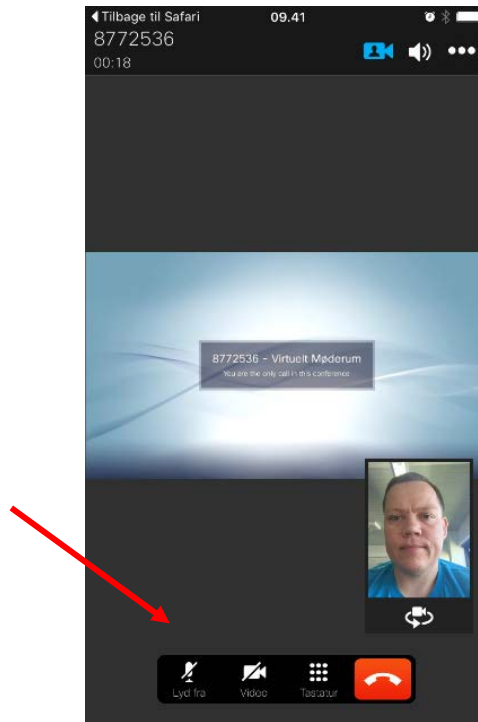 Tilbage til Safari 09.41
8772536
00:18
8772536 - Virtuelt Møderum
You are the only call in this conference
Lyd fra Video Tastatur